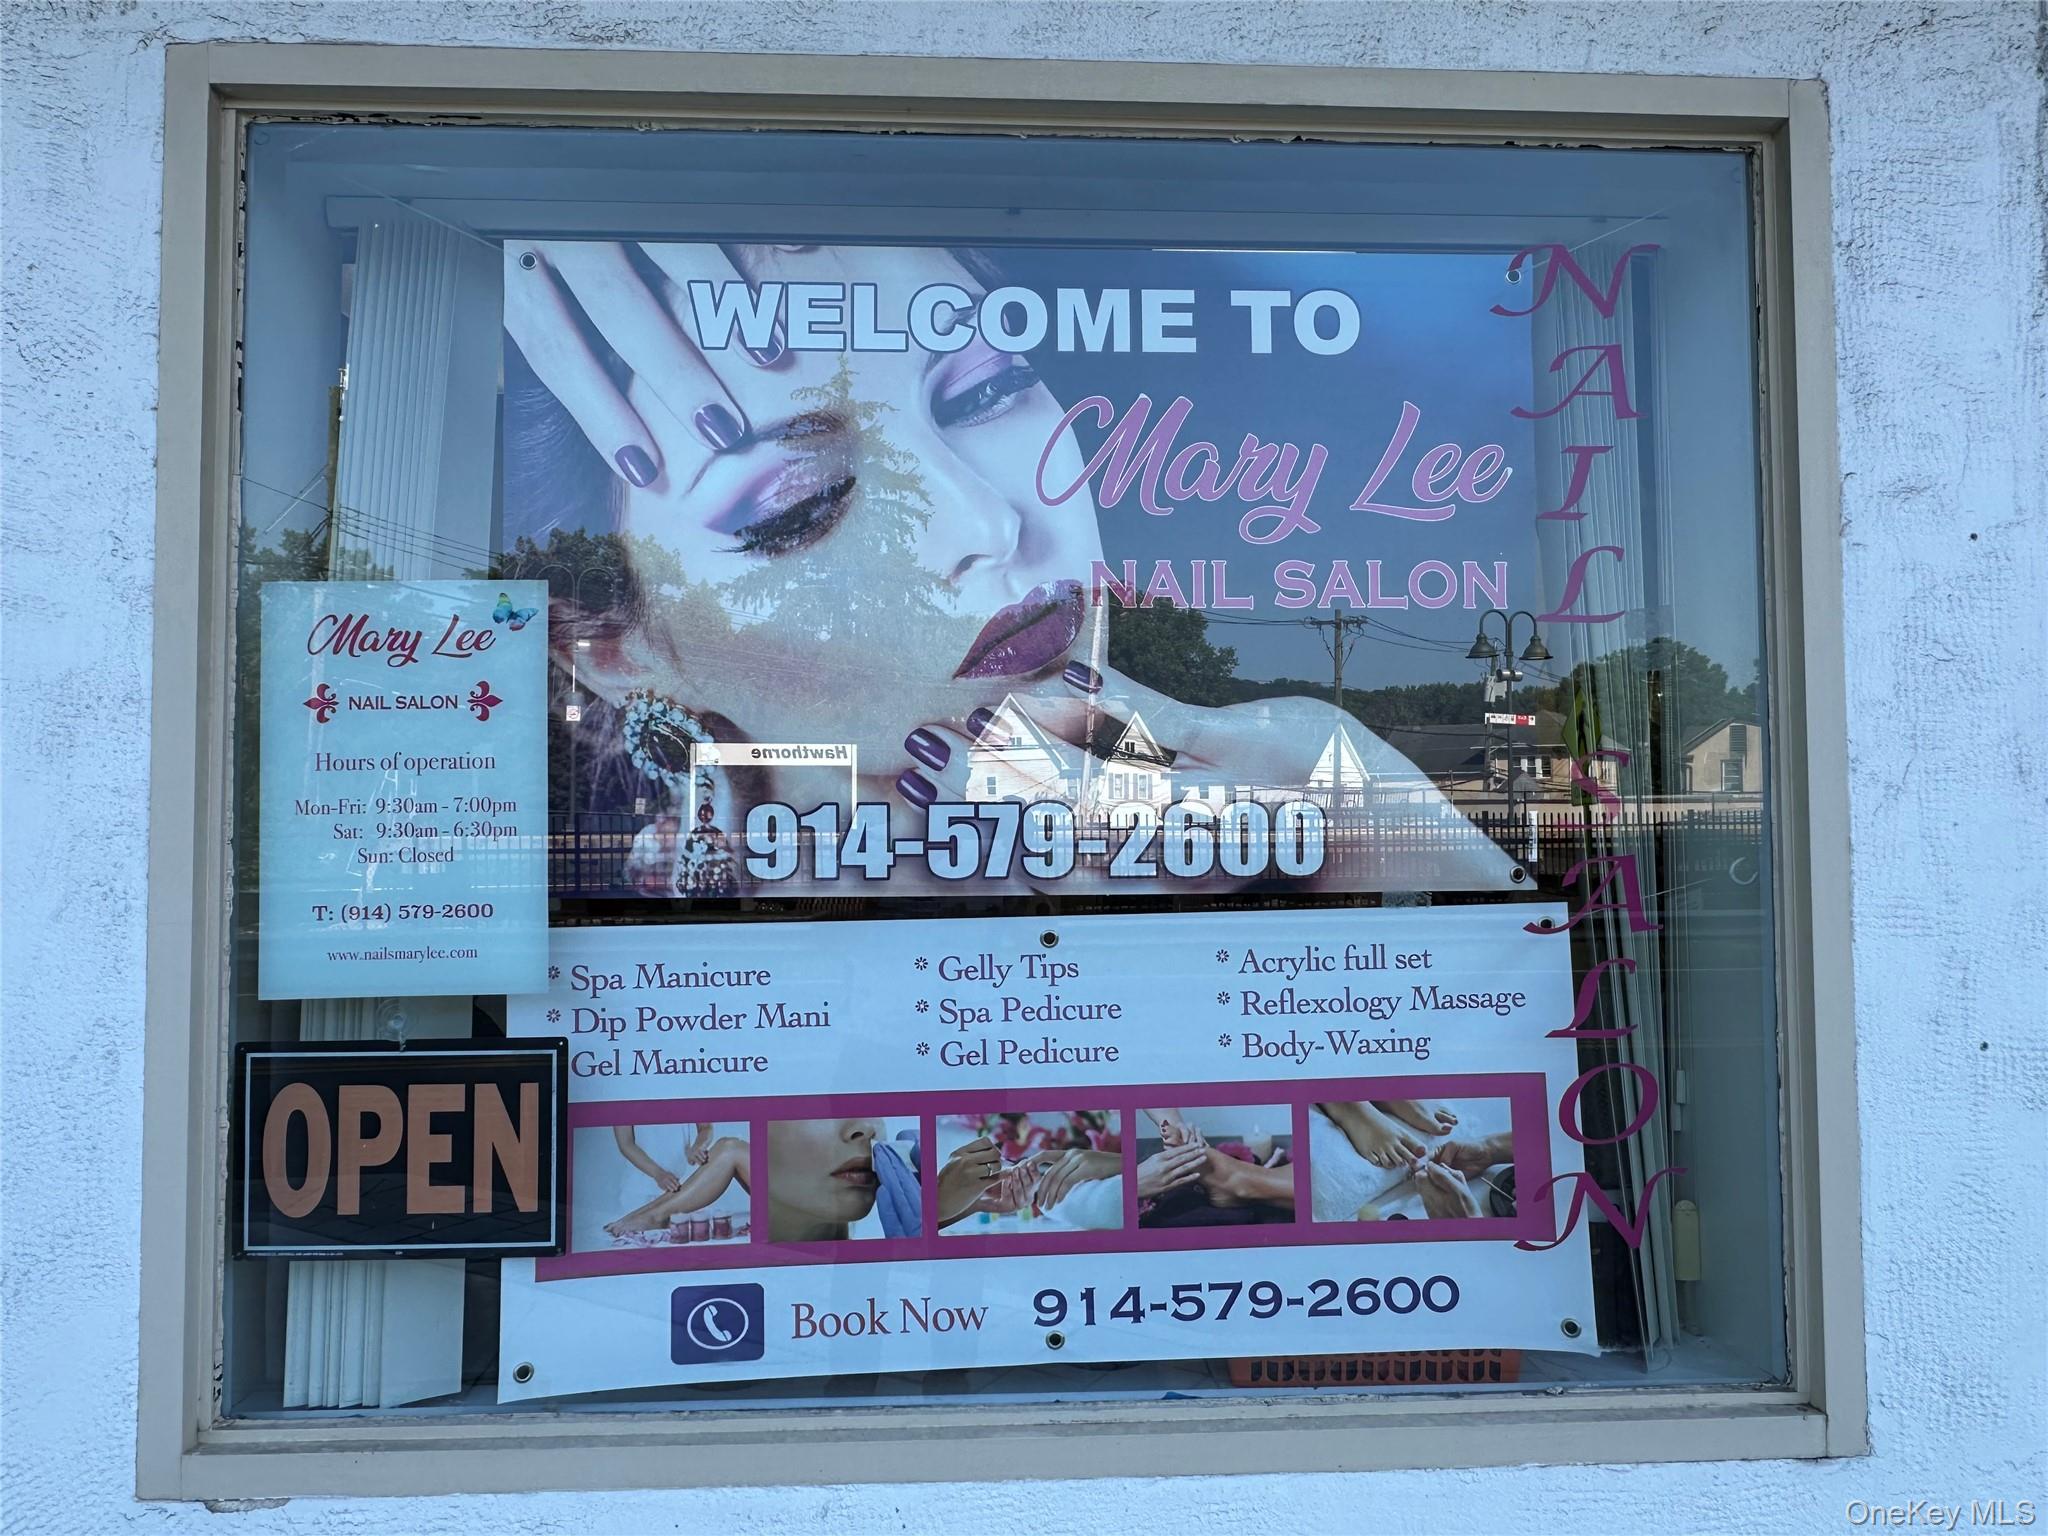 WELCOME TO
Mary Lee
NAIL SALON
914-579-2600
NAIL SALON
Mary Lee
NAIL SALON
Hours of operation
Mon-Fri: 9:30am - 7:00pm
Sat: 9:30am - 6:30pm
Sun: Closed
T: (914) 579-2600
www.nailsmarylee.com
OPEN
* Spa Manicure
* Dip Powder Mani
Gel Manicure
* Gelly Tips
* Spa Pedicure
* Gel Pedicure
* Acrylic full set
* Reflexology Massage
* Body-Waxing
Book Now 914-579-2600
Hawthorne
OneKey MLS